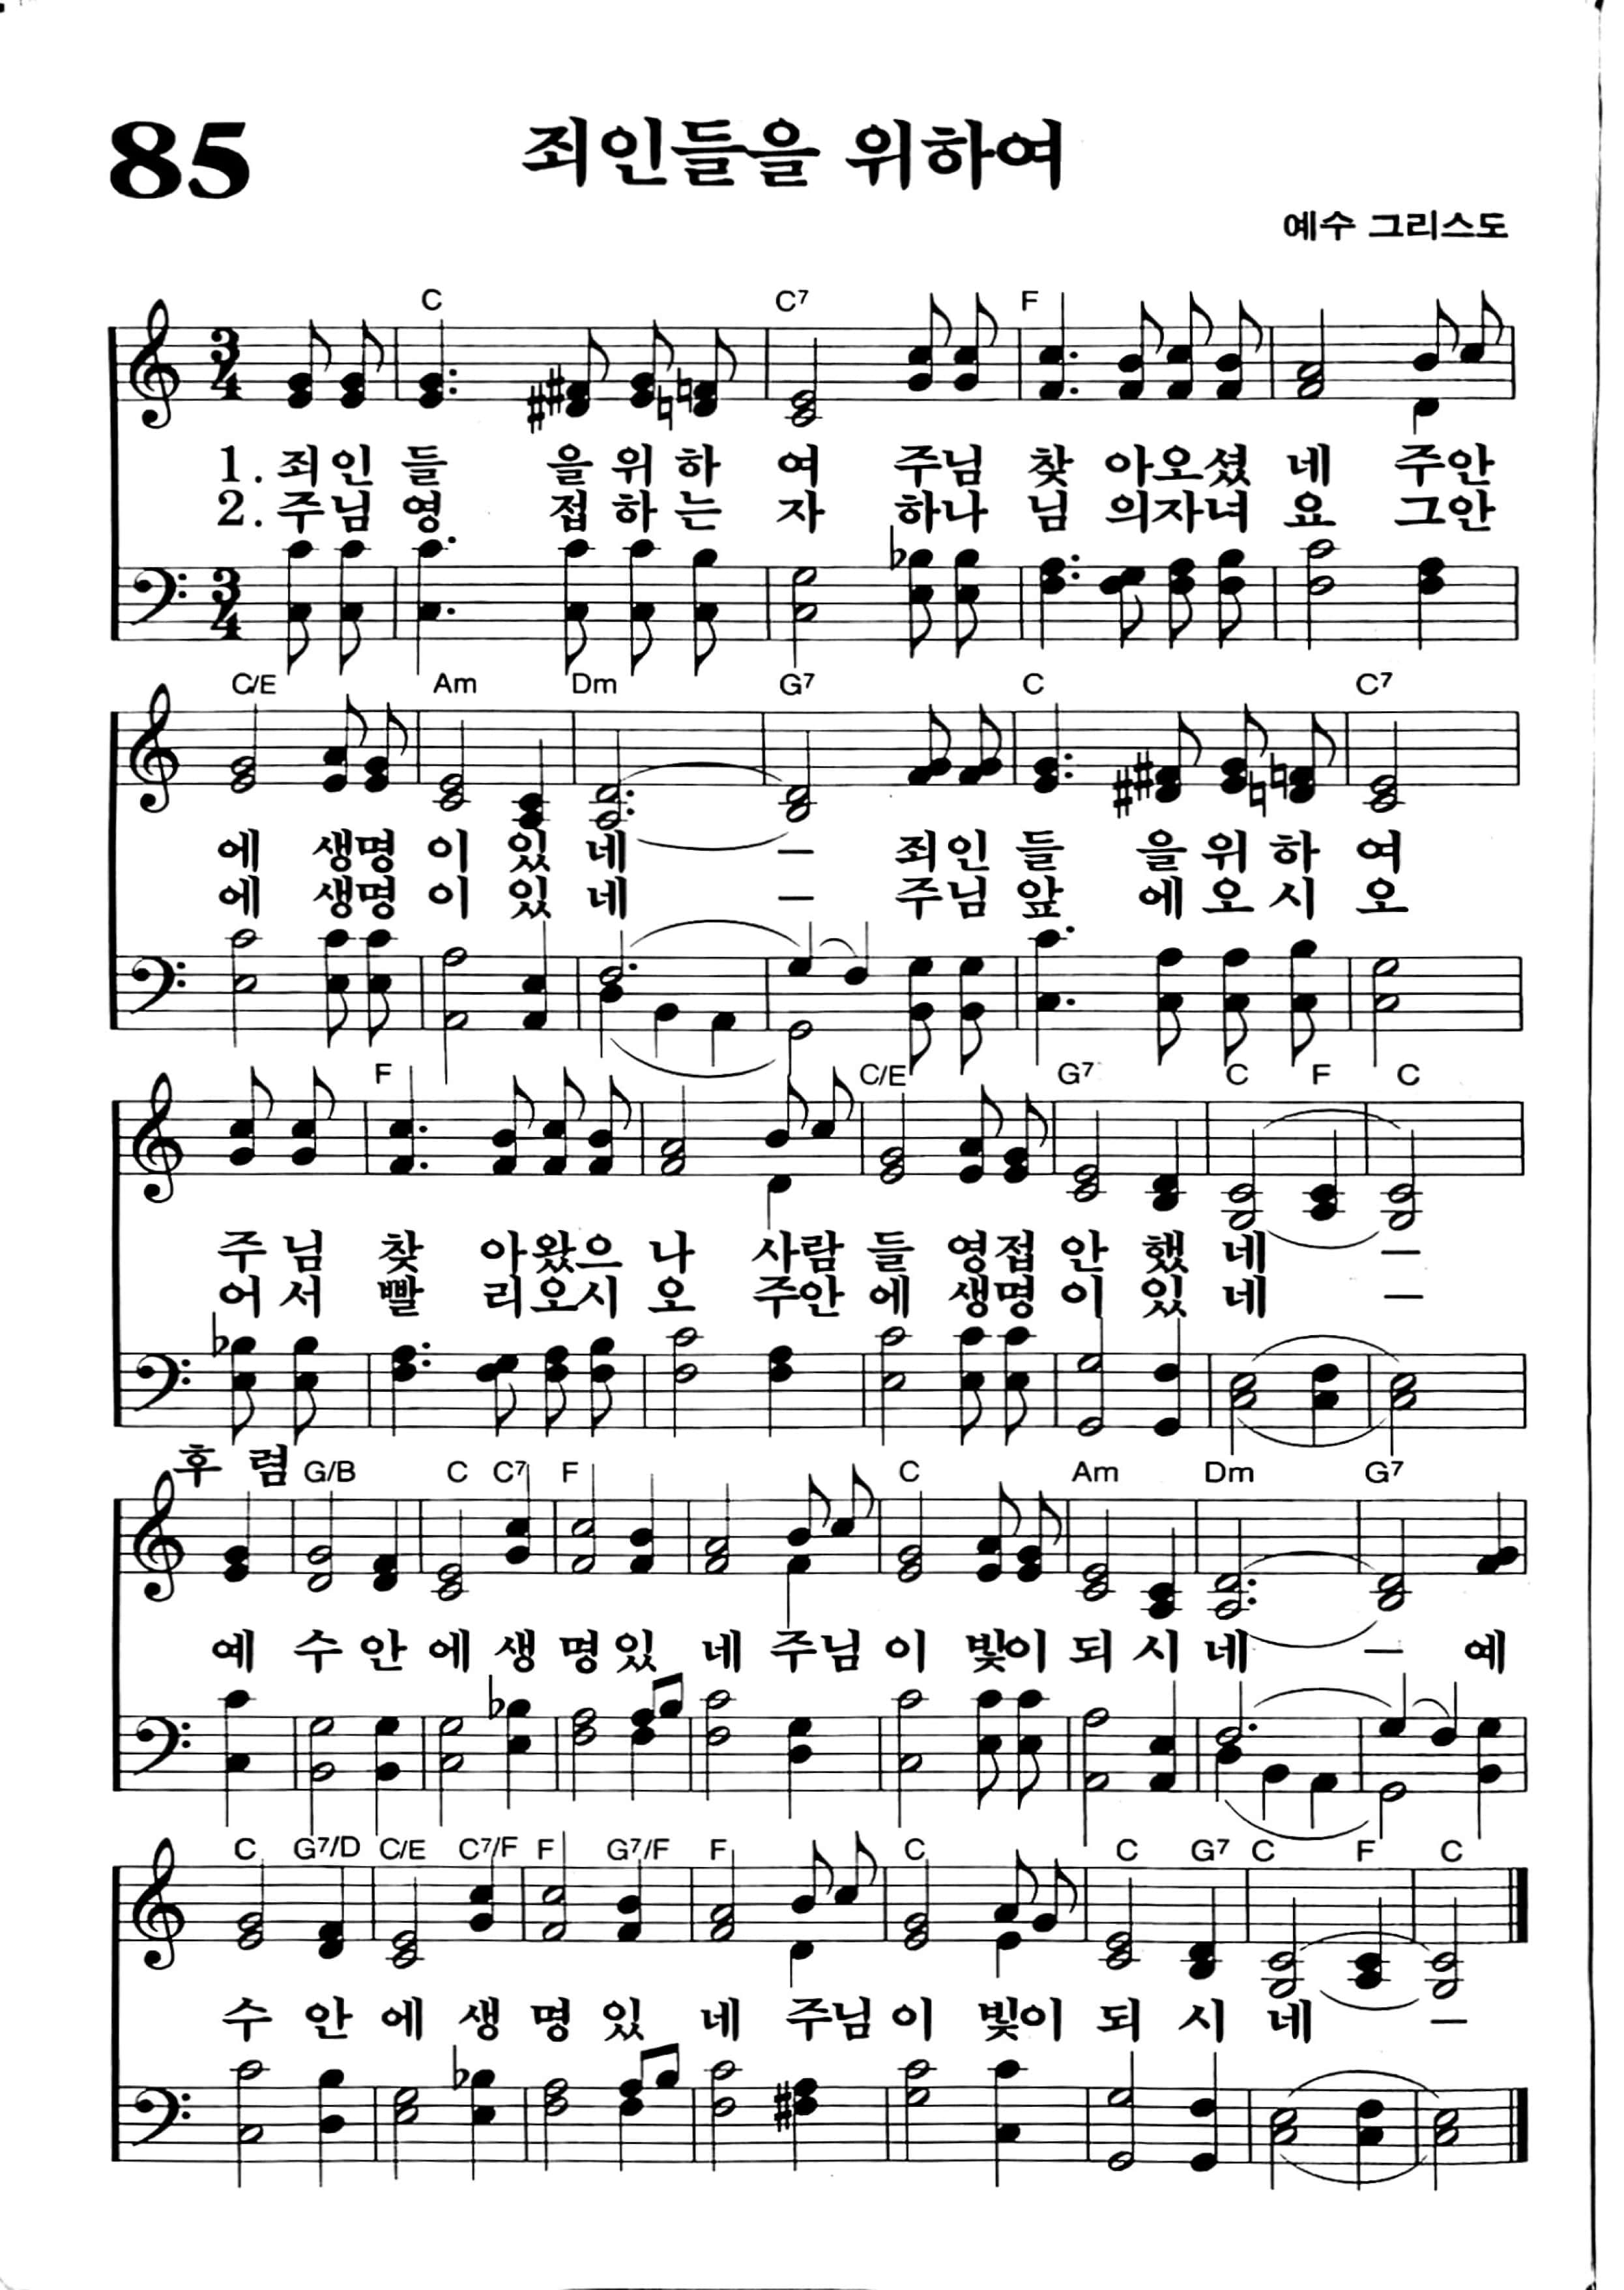 85
죄인들을 위하여
예수 그리스도
C C7 F
3 4
1. 죄인 들 을 위 하 여 주님 찾 아오셨 네 주안
2. 주님 영 접 하 는 자 하나 님 의자녀 요 그안
3 4
C/E Am Dm G7 C C7
에 생명 이 있 네 – 죄인 들 을 위 하 여
에 생명 이 있 네 – 주님 앞 에 오 시 오
F C/E G7 C F C
주 님 찾 아왔으 나 사람 들 영접 안 했 네 –
어 서 빨 리오시 오 주안 에 생명 이 있 네 –
후 렴 G/B C C7 F C Am Dm G7
예 수 안 에 생 명 있 네 주님 이 빛이 되 시 네 – 예
C G7/D C/E C7/F F G7/F F C C G7 C F C
수 안 에 생 명 있 네 주님 이 빛이 되 시 네 –